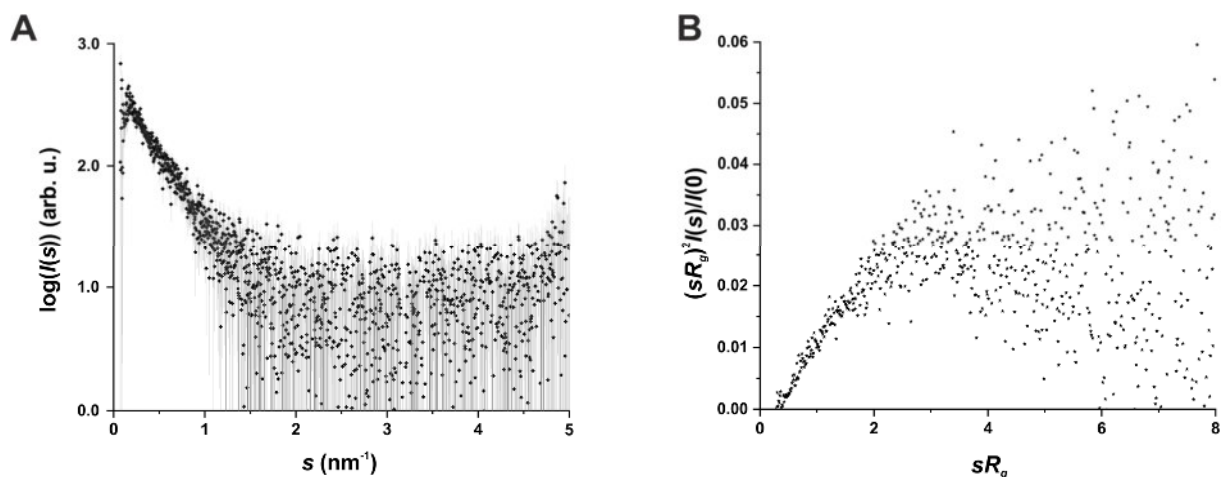 A
3.0
2.0
1.0
0.0
log(I(s)) (arb. u.)
0 1 2 3 4 5
s (nm⁻¹)
B
0.06
0.05
0.04
0.03
0.02
0.01
0.00
(sRg)²I(s)/I(0)
0 2 4 6 8
sRg